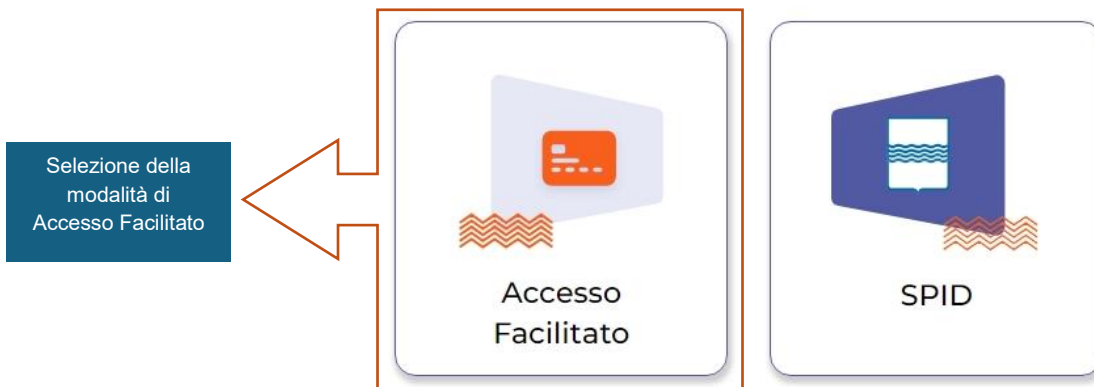 Selezione della
modalità di
Accesso Facilitato
Accesso
Facilitato
SPID